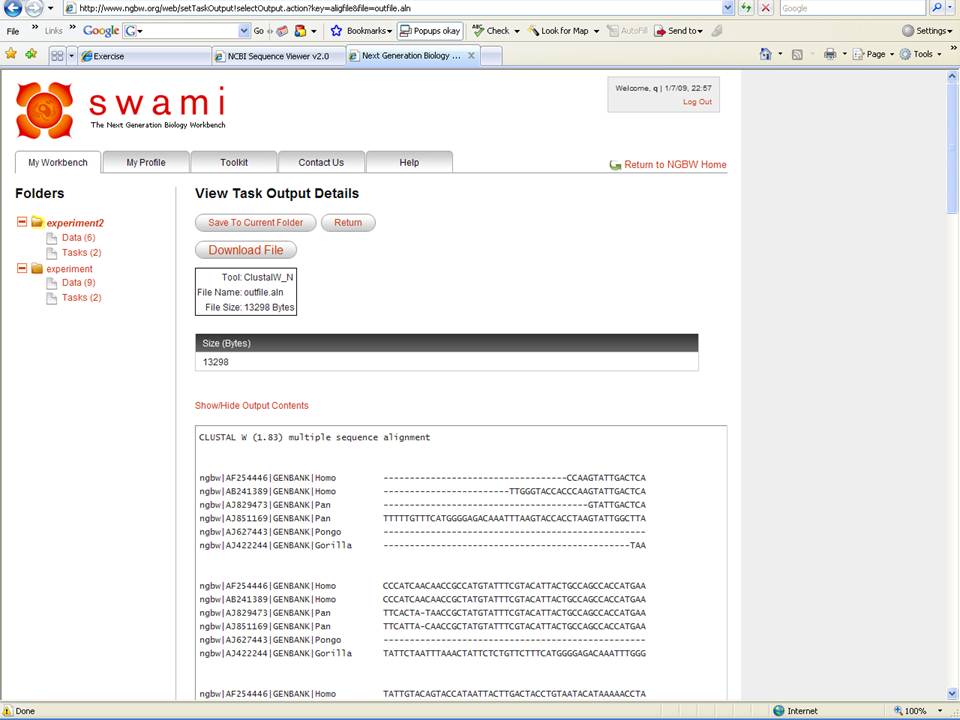 http://www.ngbw.org/web/setTaskOutput!selectOutput.action?key=aligfile&file=outfile.aln
Google
File » Links » Google G Go Bookmarks Popups okay Check Look for Map AutoFill Send to Settings
Exercise NCBI Sequence Viewer v2.0 Next Generation Biology ... X Page Tools »
swami
The Next Generation Biology Workbench
Welcome, q | 1/7/09, 22:57
Log Out
My Workbench My Profile Toolkit Contact Us Help
Return to NGBW Home
Folders
experiment2
Data (6)
Tasks (2)
experiment
Data (9)
Tasks (2)
View Task Output Details
Save To Current Folder Return
Download File
Tool: ClustalW_N
File Name: outfile.aln
File Size: 13298 Bytes
Size (Bytes)
13298
Show/Hide Output Contents
CLUSTAL W (1.83) multiple sequence alignment
ngbw|AF254446|GENBANK|Homo -----------------------------------CCAAGTATTGACTCA
ngbw|AB241389|GENBANK|Homo ------------------------TTGGGTACCACCCAAGTATTGACTCA
ngbw|AJ829473|GENBANK|Pan ---------------------------------------GTATTGACTCA
ngbw|AJ851169|GENBANK|Pan TTTTTGTTTCATGGGGAGACAAATTTAAGTACCACCTAAGTATTGGCTTA
ngbw|AJ627443|GENBANK|Pongo --------------------------------------------------
ngbw|AJ422244|GENBANK|Gorilla -----------------------------------------------TAA
ngbw|AF254446|GENBANK|Homo CCCATCAACAACCGCCATGTATTTCGTACATTACTGCCAGCCACCATGAA
ngbw|AB241389|GENBANK|Homo CCCATCAACAACCGCTATGTATTTCGTACATTACTGCCAGCCACCATGAA
ngbw|AJ829473|GENBANK|Pan TTCACTA-TAACCGCTATGTATTTCGTACATTACTGCCAGCCACCATGAA
ngbw|AJ851169|GENBANK|Pan TTCATTA-CAACCGCTATGTATTTCGTACATTACTGCCAGCCACCATGAA
ngbw|AJ627443|GENBANK|Pongo --------------------------------------------------
ngbw|AJ422244|GENBANK|Gorilla TATTCTAATTTAAACTATTCTCTGTTCTTTCATGGGGAGACAAATTTGGG
ngbw|AF254446|GENBANK|Homo TATTGTACAGTACCATAATTACTTGACTACCTGTAATACATAAAAACCTA
Done Internet 100%